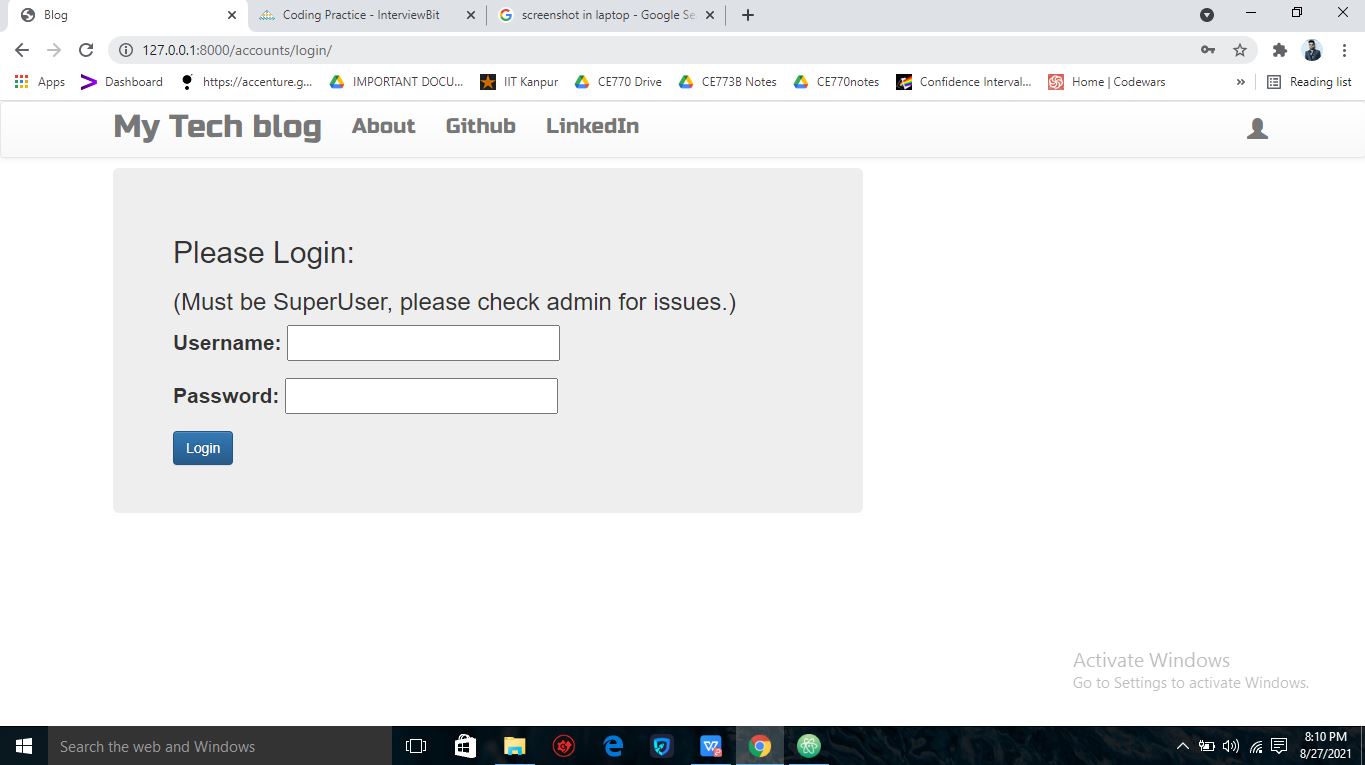 Blog
Coding Practice - InterviewBit
screenshot in laptop - Google Se
127.0.0.1:8000/accounts/login/
Apps Dashboard https://accenture.g... IMPORTANT DOCU... IIT Kanpur CE770 Drive CE773B Notes CE770notes Confidence Interval... Home | Codewars » Reading list
My Tech blog About Github LinkedIn
Please Login:
(Must be SuperUser, please check admin for issues.)
Username:
Password:
Login
Activate Windows
Go to Settings to activate Windows.
Search the web and Windows
8:10 PM
8/27/2021